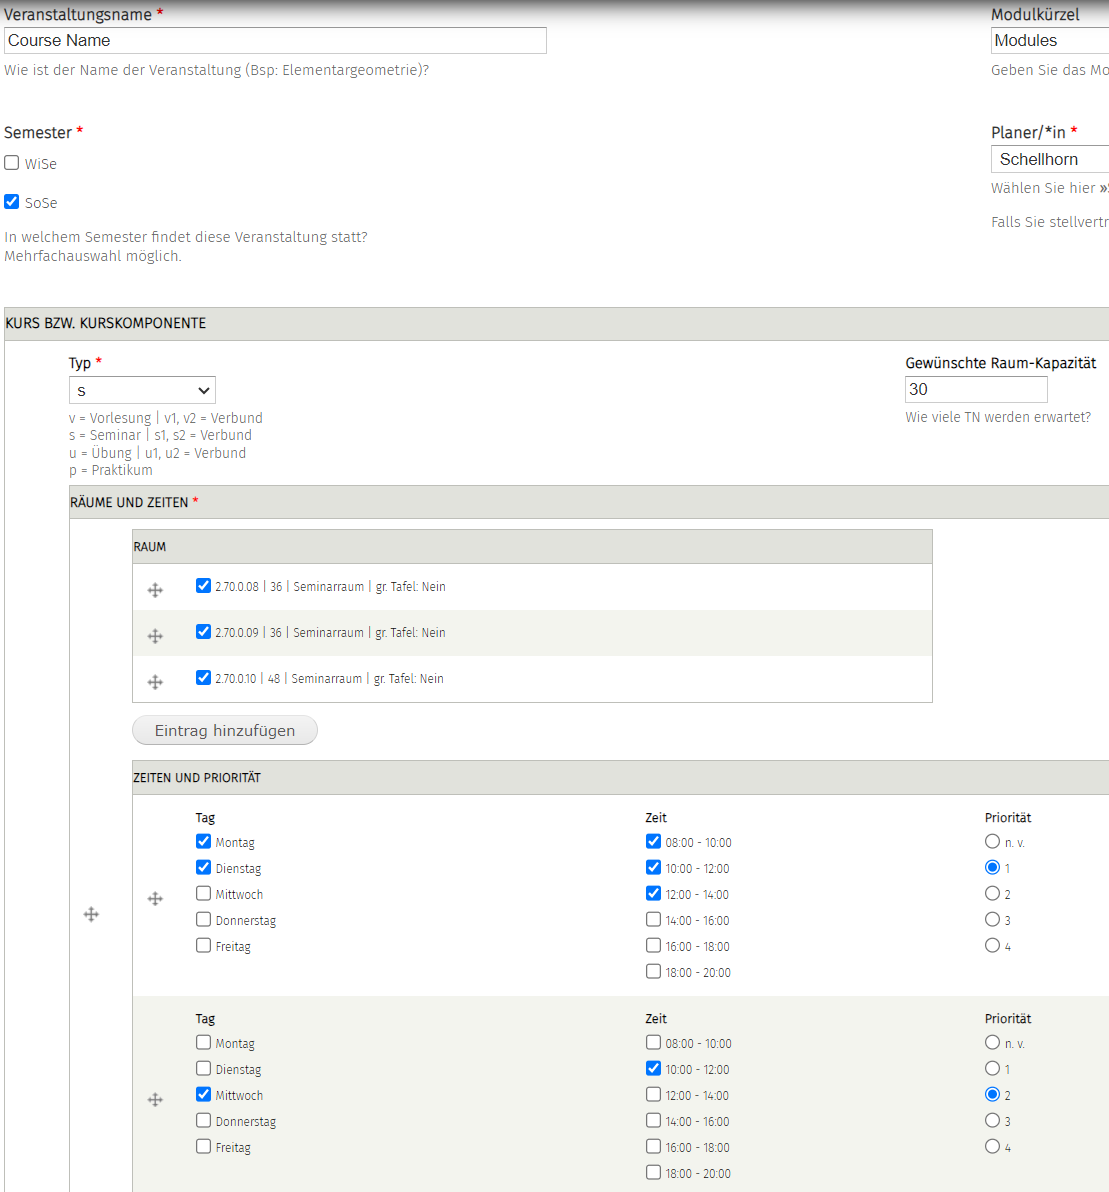 Veranstaltungsname *
Course Name
Wie ist der Name der Veranstaltung (Bsp: Elementargeometrie)?
Modulkürzel
Modules
Geben Sie das Mo
Semester *
WiSe
SoSe
In welchem Semester findet diese Veranstaltung statt?
Mehrfachauswahl möglich.
Planer/*in *
Schellhorn
Wählen Sie hier »
Falls Sie stellvertr
KURS BZW. KURSKOMPONENTE
Typ *
s
v = Vorlesung | v1, v2 = Verbund
s = Seminar | s1, s2 = Verbund
u = Übung | u1, u2 = Verbund
p = Praktikum
Gewünschte Raum-Kapazität
30
Wie viele TN werden erwartet?
RÄUME UND ZEITEN *
RAUM
2.70.0.08 | 36 | Seminarraum | gr. Tafel: Nein
2.70.0.09 | 36 | Seminarraum | gr. Tafel: Nein
2.70.0.10 | 48 | Seminarraum | gr. Tafel: Nein
Eintrag hinzufügen
ZEITEN UND PRIORITÄT
Tag
Montag
Dienstag
Mittwoch
Donnerstag
Freitag
Zeit
08:00 - 10:00
10:00 - 12:00
12:00 - 14:00
14:00 - 16:00
16:00 - 18:00
18:00 - 20:00
Priorität
n. v.
1
2
3
4
Tag
Montag
Dienstag
Mittwoch
Donnerstag
Freitag
Zeit
08:00 - 10:00
10:00 - 12:00
12:00 - 14:00
14:00 - 16:00
16:00 - 18:00
18:00 - 20:00
Priorität
n. v.
1
2
3
4